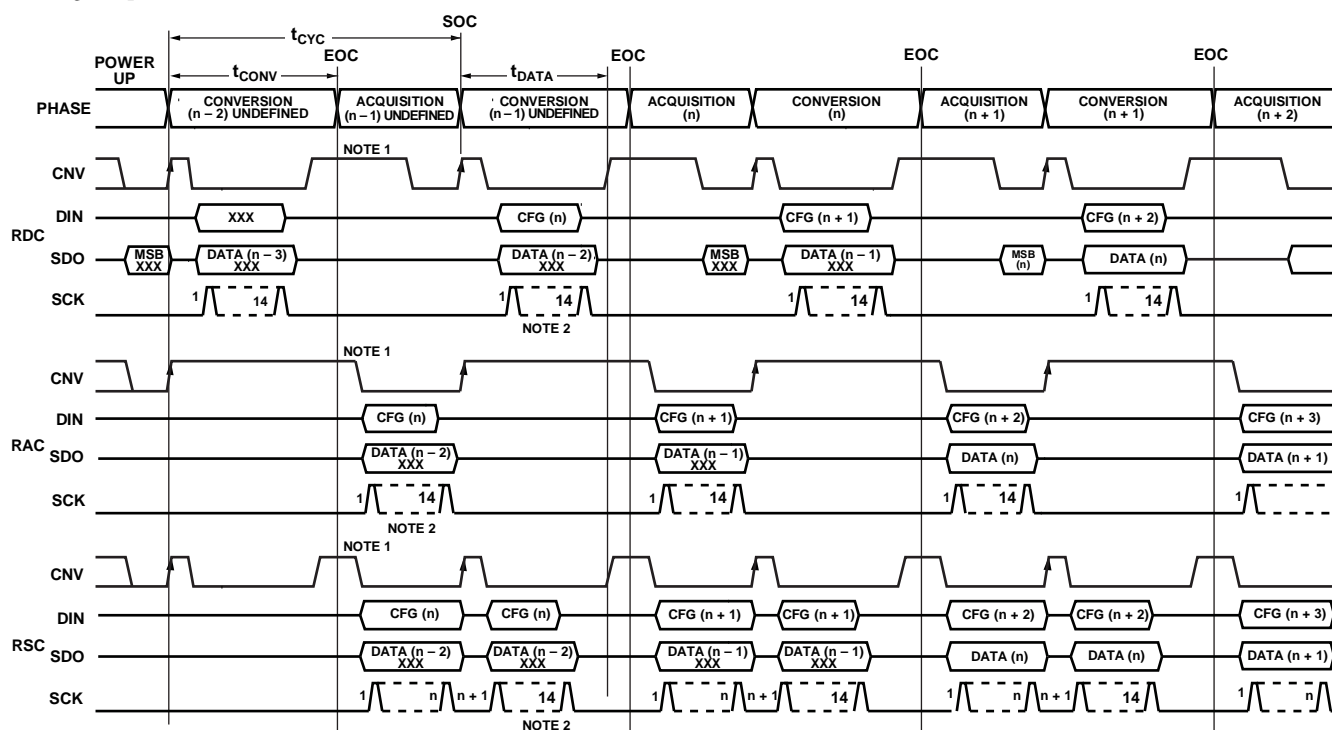 SOC
tCYC
POWER UP
EOC EOC EOC EOC
tCONV tDATA
PHASE
CONVERSION (n – 2) UNDEFINED
ACQUISITION (n – 1) UNDEFINED
CONVERSION (n – 1) UNDEFINED
ACQUISITION (n)
CONVERSION (n)
ACQUISITION (n + 1)
CONVERSION (n + 1)
ACQUISITION (n + 2)
NOTE 1
CNV
DIN XXX CFG (n) CFG (n + 1) CFG (n + 2)
RDC
SDO MSB XXX DATA (n – 3) XXX DATA (n – 2) XXX MSB XXX DATA (n – 1) XXX MSB (n) DATA (n)
SCK 1 14 1 14 1 14 1 14
NOTE 2
NOTE 1
CNV
DIN CFG (n) CFG (n + 1) CFG (n + 2) CFG (n + 3)
RAC SDO DATA (n – 2) XXX DATA (n – 1) XXX DATA (n) DATA (n + 1)
SCK 1 14 1 14 1 14 1
NOTE 2
NOTE 1
CNV
DIN CFG (n) CFG (n) CFG (n + 1) CFG (n + 1) CFG (n + 2) CFG (n + 2) CFG (n + 3)
RSC SDO DATA (n – 2) XXX DATA (n – 2) XXX DATA (n – 1) XXX DATA (n – 1) XXX DATA (n) DATA (n) DATA (n + 1)
SCK 1 n n + 1 14 1 n n + 1 14 1 n n + 1 14 1 n
NOTE 2